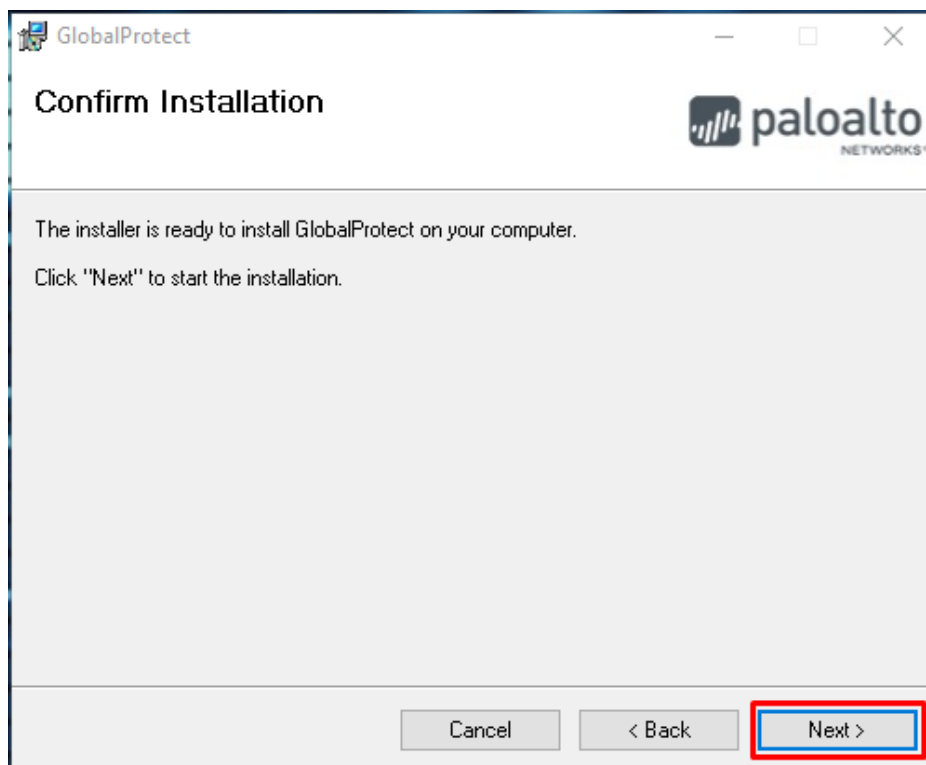 GlobalProtect
Confirm Installation
paloalto
NETWORKS
The installer is ready to install GlobalProtect on your computer.
Click "Next" to start the installation.
Cancel
< Back
Next >